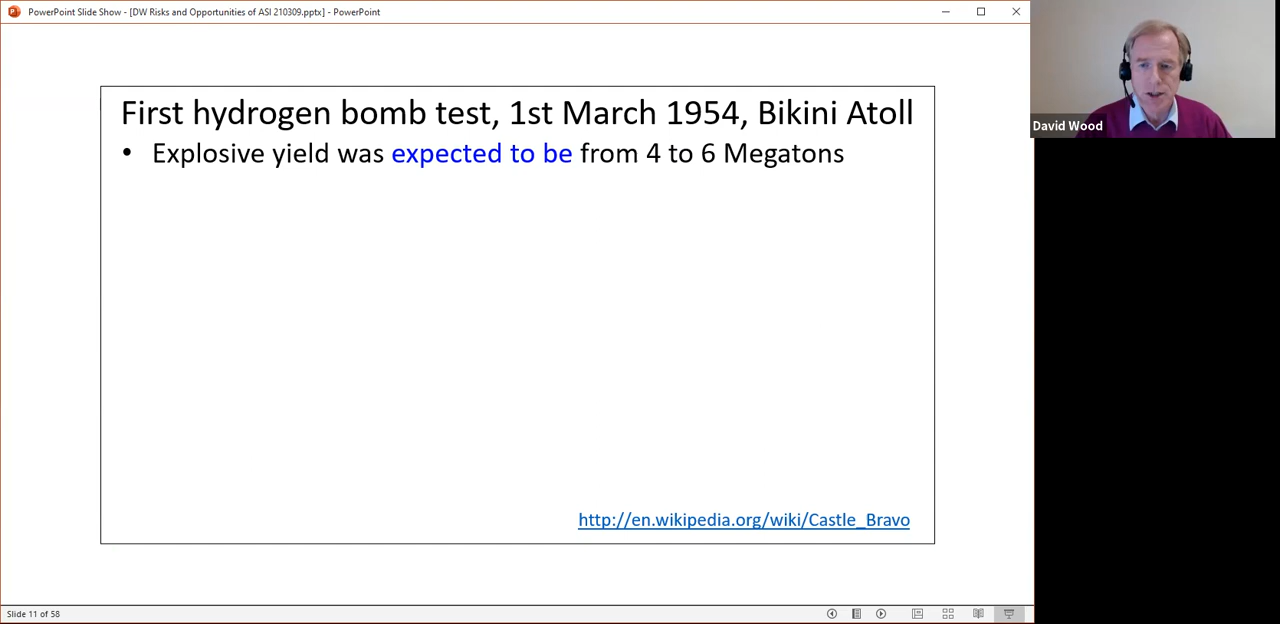 PowerPoint Slide Show - [DW Risks and Opportunities of ASI 210309.pptx] - PowerPoint
First hydrogen bomb test, 1st March 1954, Bikini Atoll
• Explosive yield was expected to be from 4 to 6 Megatons
http://en.wikipedia.org/wiki/Castle_Bravo
Slide 11 of 58
David Wood